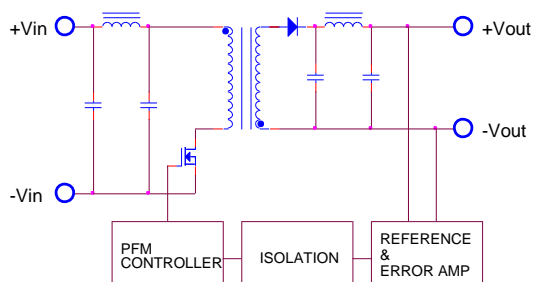 +Vin
+Vout
-Vout
-Vin
PFM
CONTROLLER
ISOLATION
REFERENCE
&
ERROR AMP